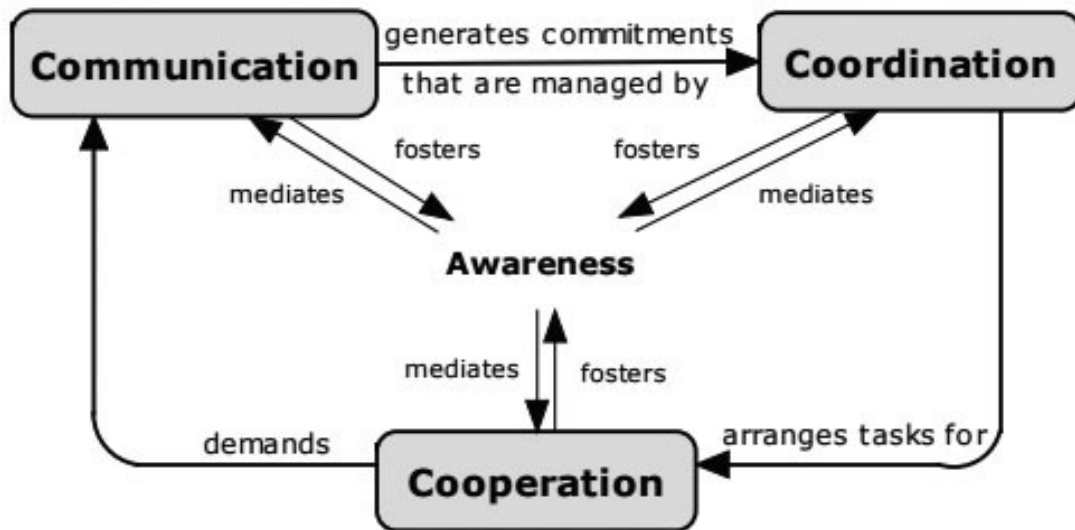 generates commitments
Communication
Coordination
that are managed by
fosters
fosters
mediates
mediates
Awareness
mediates
fosters
demands
arranges tasks for
Cooperation